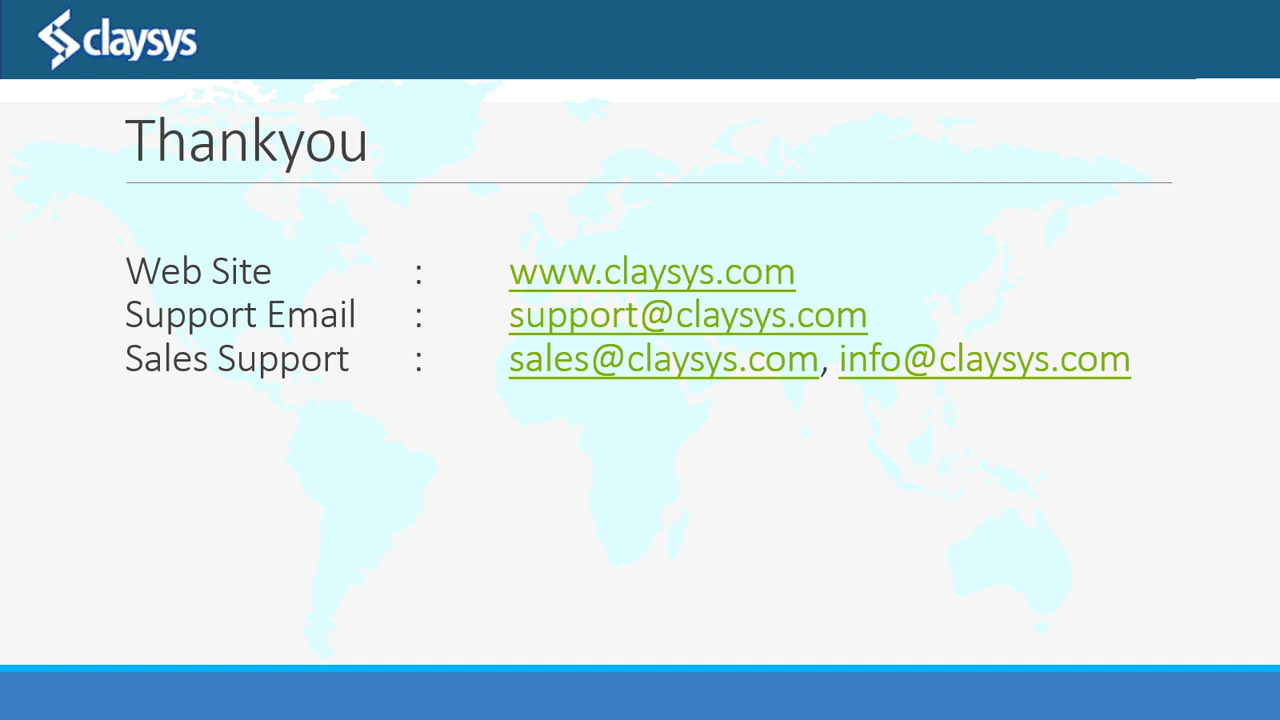 claysys
Thankyou
Web Site : www.claysys.com
Support Email : support@claysys.com
Sales Support : sales@claysys.com, info@claysys.com